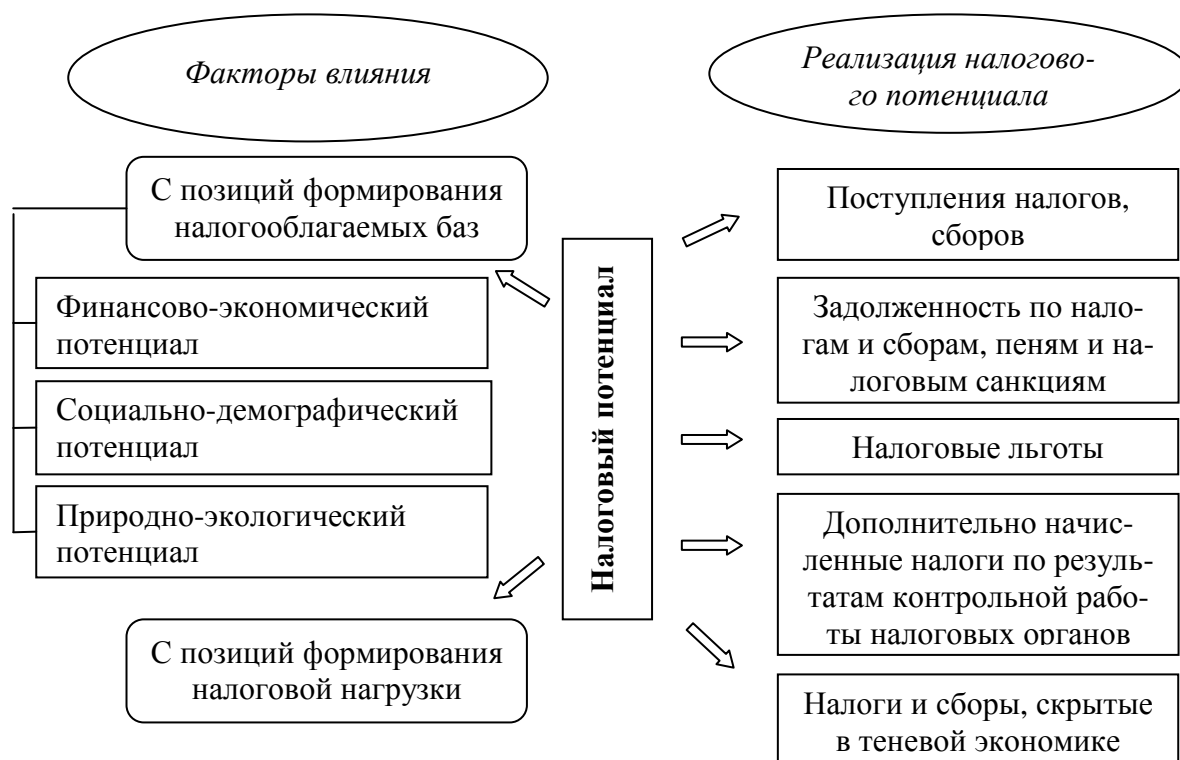 Факторы влияния
Реализация налогово-
го потенциала
С позиций формирования
налогооблагаемых баз
Финансово-экономический
потенциал
Социально-демографический
потенциал
Природно-экологический
потенциал
С позиций формирования
налоговой нагрузки
Налоговый потенциал
Поступления налогов,
сборов
Задолженность по нало-
гам и сборам, пеням и на-
логовым санкциям
Налоговые льготы
Дополнительно начис-
ленные налоги по резуль-
татам контрольной рабо-
ты налоговых органов
Налоги и сборы, скрытые
в теневой экономике